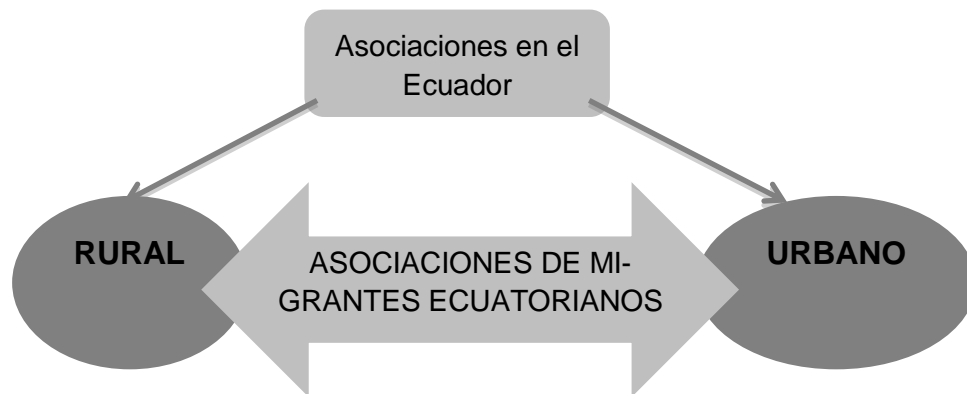 Asociaciones en el
Ecuador
RURAL
ASOCIACIONES DE MI-
GRANTES ECUATORIANOS
URBANO